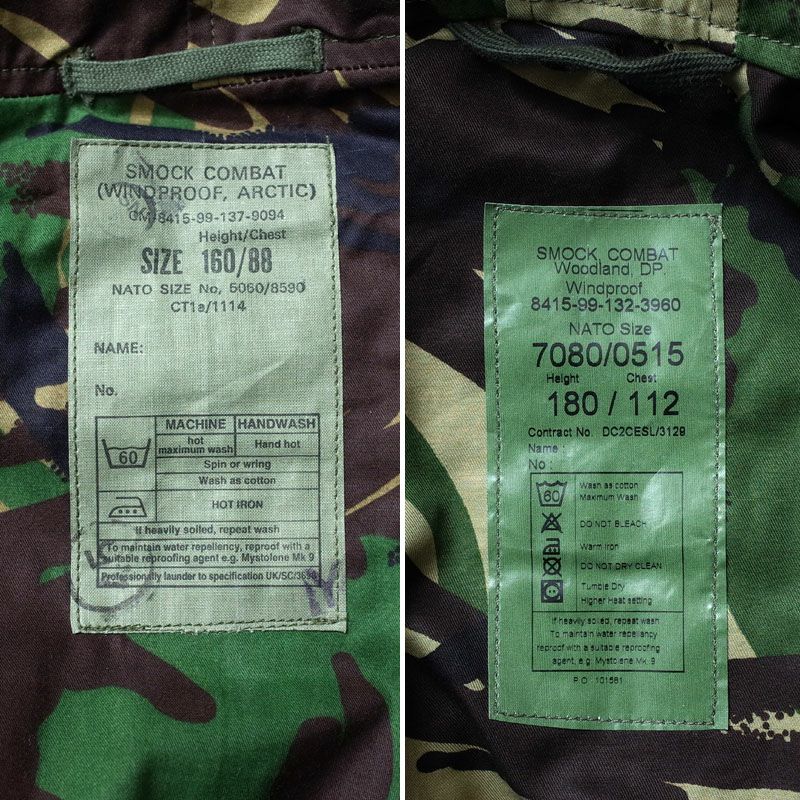 SMOCK COMBAT
(WINDPROOF, ARCTIC)
CM/8415-99-137-9094
Height/Chest
SIZE 160/88
NATO SIZE No, 5060/8590
CT1a/1114
NAME:
No.
MACHINE HANDWASH
60 hot maximum wash Hand hot
Spin or wring
Wash as cotton
HOT IRON
If heavily soiled, repeat wash
To maintain water repellency, reproof with a
suitable reproofing agent e.g. Mystolene Mk 9
Professionally launder to specification UK/SC/3698
SMOCK, COMBAT
Woodland, DP,
Windproof
8415-99-132-3960
NATO Size
7080/0515
Height Chest
180 / 112
Contract No. DC2CESL/3129
Name :
No :
60 Wash as cotton
Maximum Wash
DO NOT BLEACH
Warm Iron
DO NOT DRY CLEAN
Tumble Dry
Higher Heat setting
If heavily soiled, repeat wash
To maintain water repellency
reproof with a suitable reproofing
agent, e.g. Mystolene Mk. 9
P.O. 101581